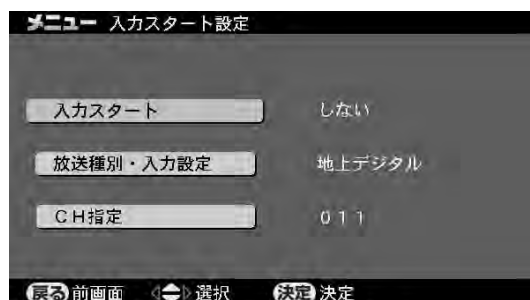 メニュー 入力スタート設定
入力スタート しない
放送種別・入力設定 地上デジタル
CH指定 011
戻る 前画面 選択 決定 決定